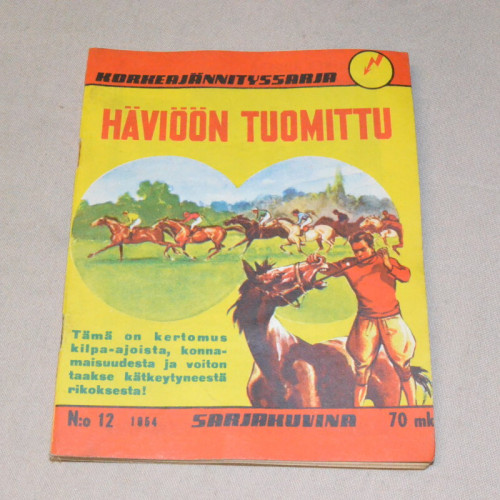 KORKEAJÄNNITYSSARJA
HÄVIÖÖN TUOMITTU
Tämä on kertomus
kilpa-ajoista, konna-
maisuudesta ja voiton
taakse kätkeytyneestä
rikoksesta!
N:o 12 1954 SARJAKUVINA 70 mk